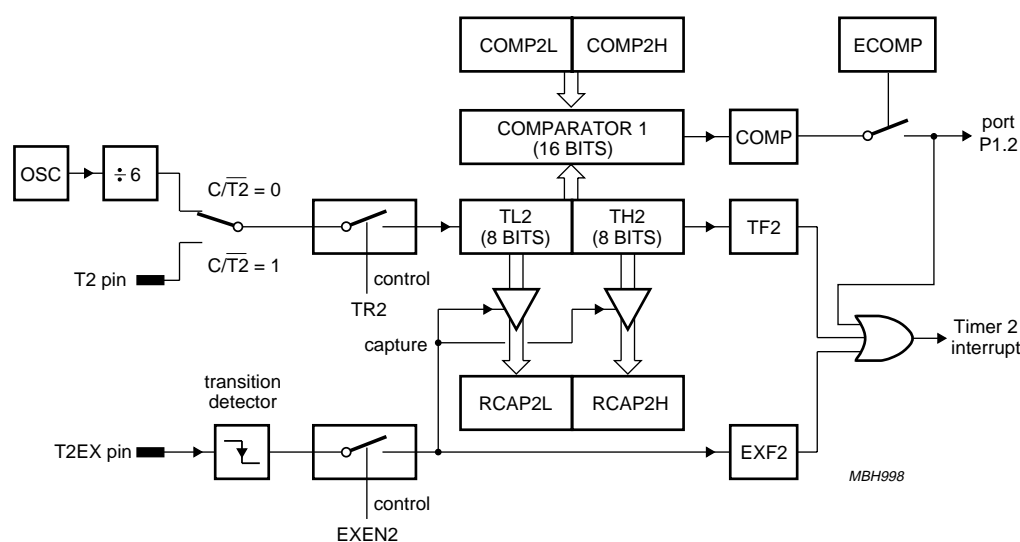 COMP2L COMP2H ECOMP
COMPARATOR 1
(16 BITS)
COMP
port
P1.2
OSC
÷ 6
C/T̅2̅ = 0
C/T̅2̅ = 1
T2 pin
control
TR2
TL2
(8 BITS)
TH2
(8 BITS)
TF2
capture
Timer 2
interrupt
RCAP2L RCAP2H
transition
detector
T2EX pin
control
EXEN2
EXF2
MBH998